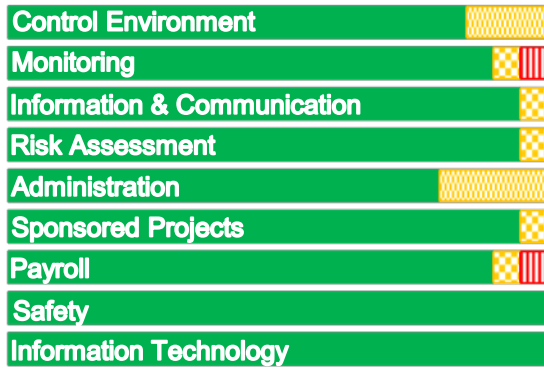 Control Environment
Monitoring
Information & Communication
Risk Assessment
Administration
Sponsored Projects
Payroll
Safety
Information Technology